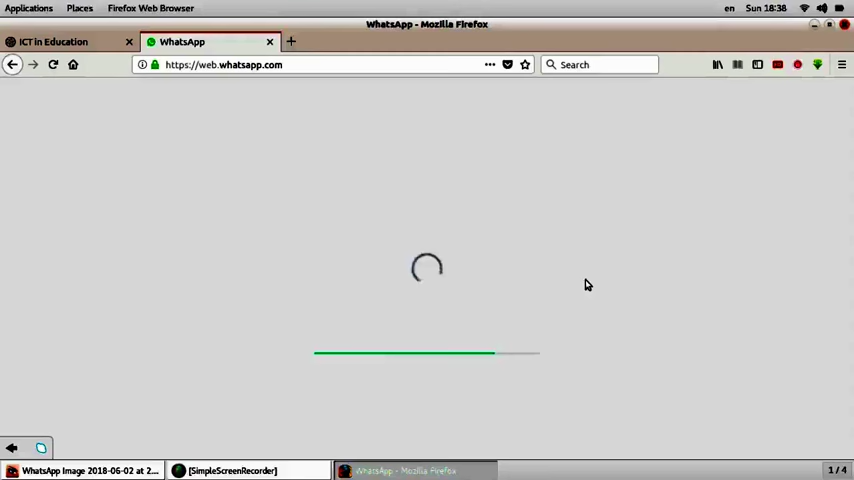 Applications Places Firefox Web Browser en Sun 18:38
WhatsApp - Mozilla Firefox
ICT in Education WhatsApp
https://web.whatsapp.com Search
WhatsApp Image 2018-06-02 at 2... [SimpleScreenRecorder] WhatsApp - Mozilla Firefox 1 / 4